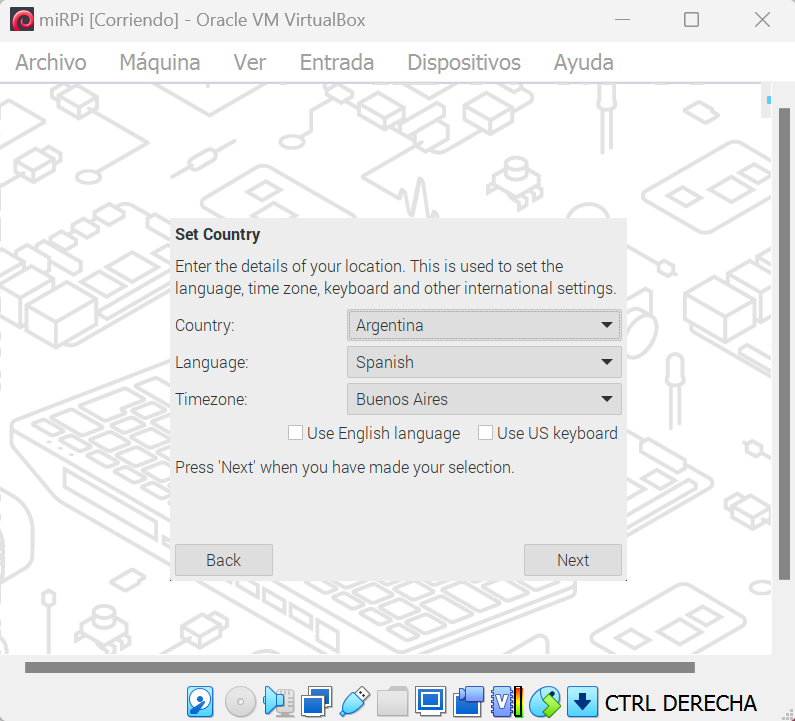 miRPi [Corriendo] - Oracle VM VirtualBox
Archivo Máquina Ver Entrada Dispositivos Ayuda
Set Country
Enter the details of your location. This is used to set the
language, time zone, keyboard and other international settings.
Country: Argentina
Language: Spanish
Timezone: Buenos Aires
Use English language Use US keyboard
Press 'Next' when you have made your selection.
Back Next
CTRL DERECHA